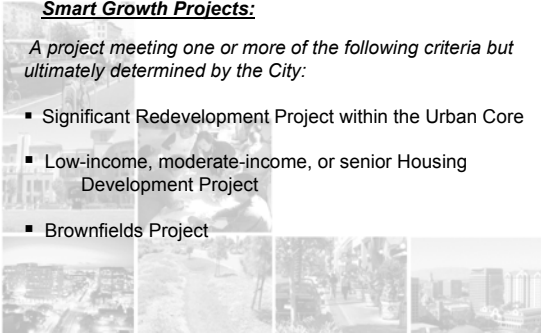 Smart Growth Projects:
A project meeting one or more of the following criteria but
ultimately determined by the City:
▪ Significant Redevelopment Project within the Urban Core
▪ Low-income, moderate-income, or senior Housing
Development Project
▪ Brownfields Project